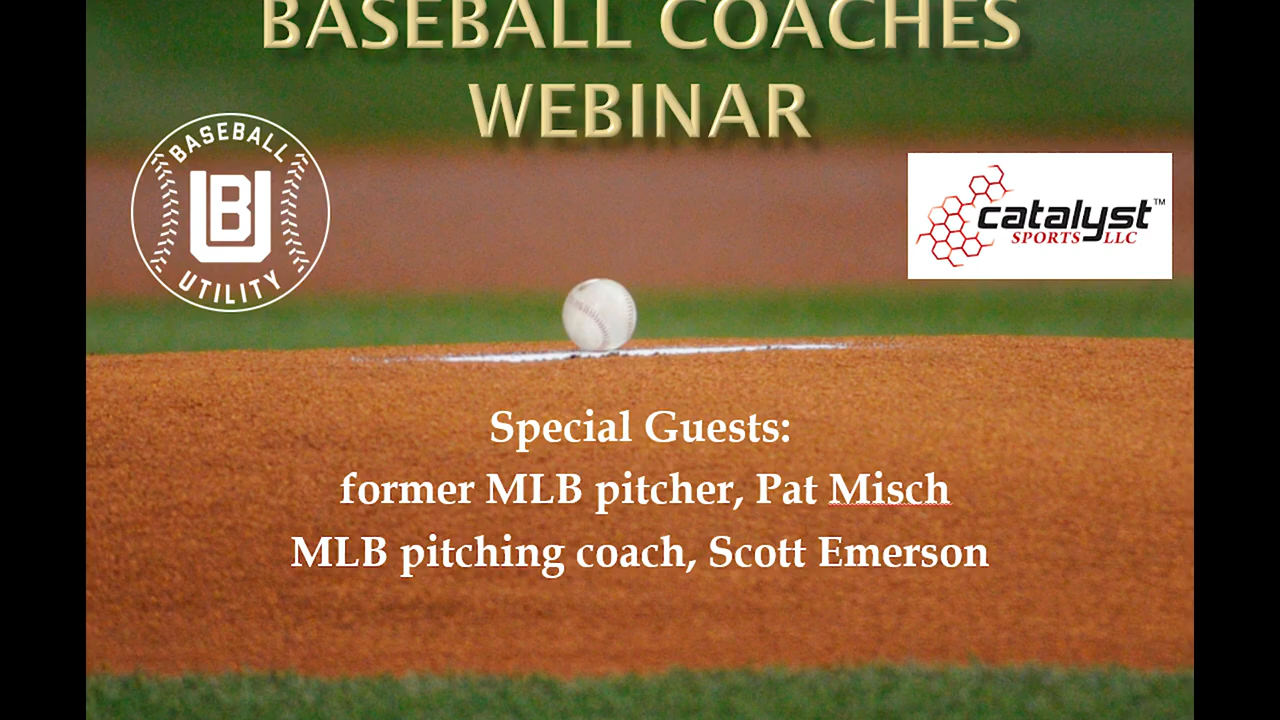 BASEBALL COACHES
WEBINAR
BASEBALL
UB
UTILITY
catalyst™
SPORTS LLC
Special Guests:
former MLB pitcher, Pat Misch
MLB pitching coach, Scott Emerson